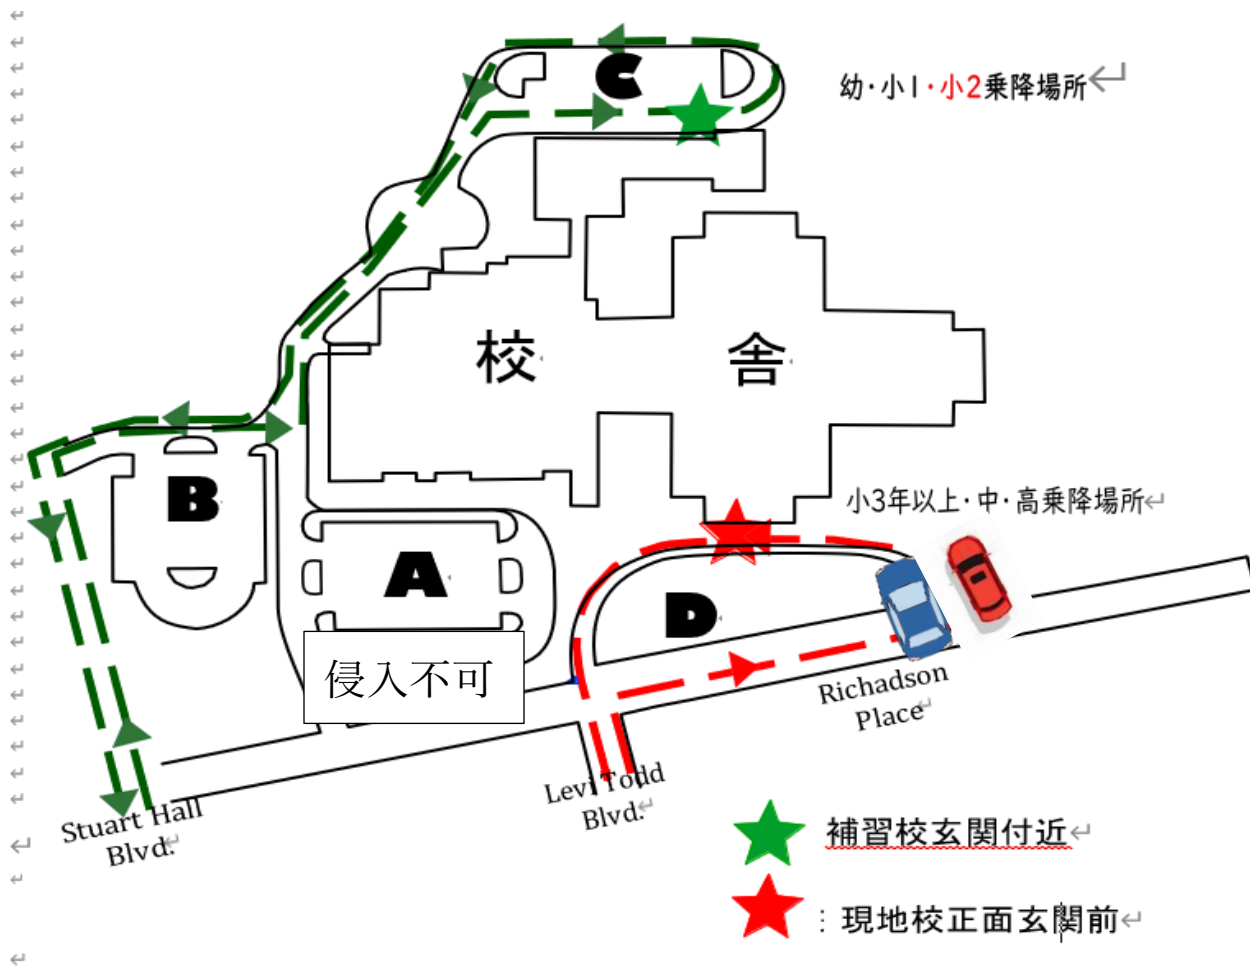 C
幼・小1・小2乗降場所
校舎
B
小3年以上・中・高乗降場所
A
D
侵入不可
Richadson
Place
Levi Todd
Blvd.
Stuart Hall
Blvd.
補習校玄関付近
：現地校正面玄関前